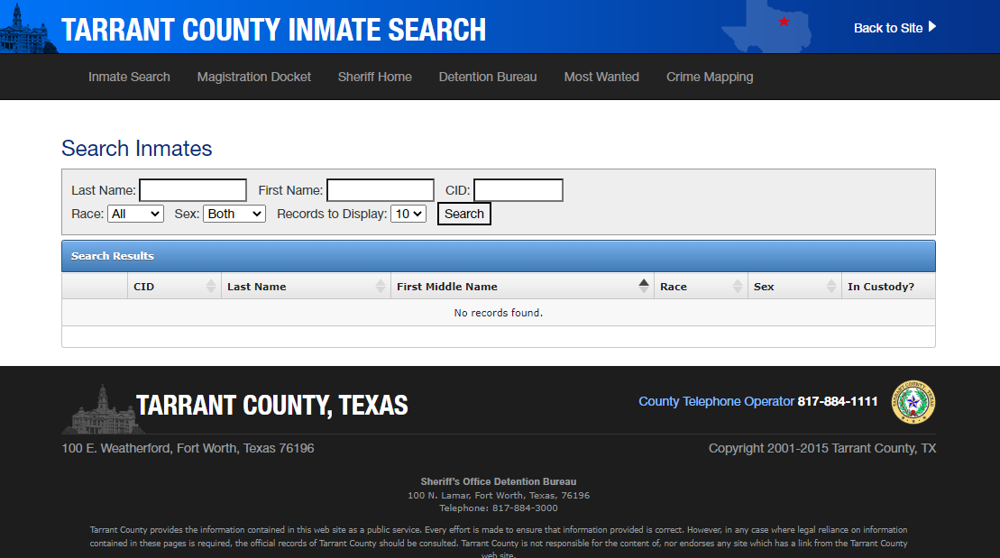 TARRANT COUNTY INMATE SEARCH
Back to Site
Inmate Search Magistration Docket Sheriff Home Detention Bureau Most Wanted Crime Mapping
Search Inmates
Last Name: First Name: CID:
Race: All Sex: Both Records to Display: 10 Search
Search Results
CID Last Name First Middle Name Race Sex In Custody?
No records found.
TARRANT COUNTY, TEXAS
County Telephone Operator 817-884-1111
100 E. Weatherford, Fort Worth, Texas 76196
Copyright 2001-2015 Tarrant County, TX
Sheriff's Office Detention Bureau
100 N. Lamar, Fort Worth, Texas, 76196
Telephone: 817-884-3000
Tarrant County provides the information contained in this web site as a public service. Every effort is made to ensure that information provided is correct. However, in any case where legal reliance on information
contained in these pages is required, the official records of Tarrant County should be consulted. Tarrant County is not responsible for the content of, nor endorses any site which has a link from the Tarrant County
web site.